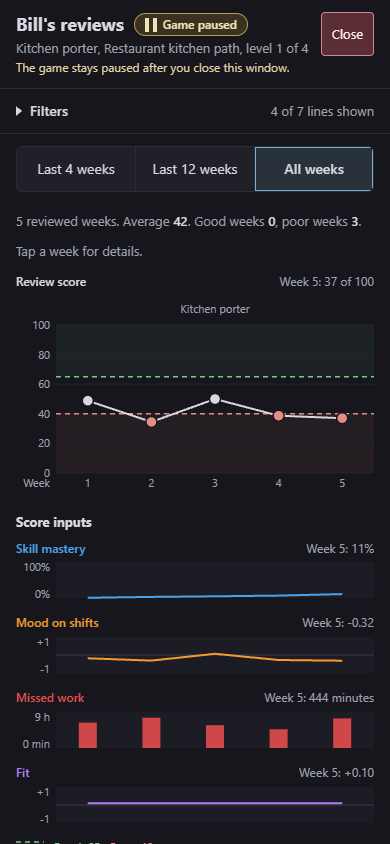 Bill's reviews
Game paused
Close
Kitchen porter, Restaurant kitchen path, level 1 of 4
The game stays paused after you close this window.
Filters
4 of 7 lines shown
Last 4 weeks
Last 12 weeks
All weeks
5 reviewed weeks. Average 42. Good weeks 0, poor weeks 3.
Tap a week for details.
Review score
Week 5: 37 of 100
Kitchen porter
100
80
60
40
20
0
Week
1
2
3
4
5
Score inputs
Skill mastery
Week 5: 11%
100%
0%
Mood on shifts
Week 5: -0.32
+1
-1
Missed work
Week 5: 444 minutes
9 h
0 min
Fit
Week 5: +0.10
+1
-1